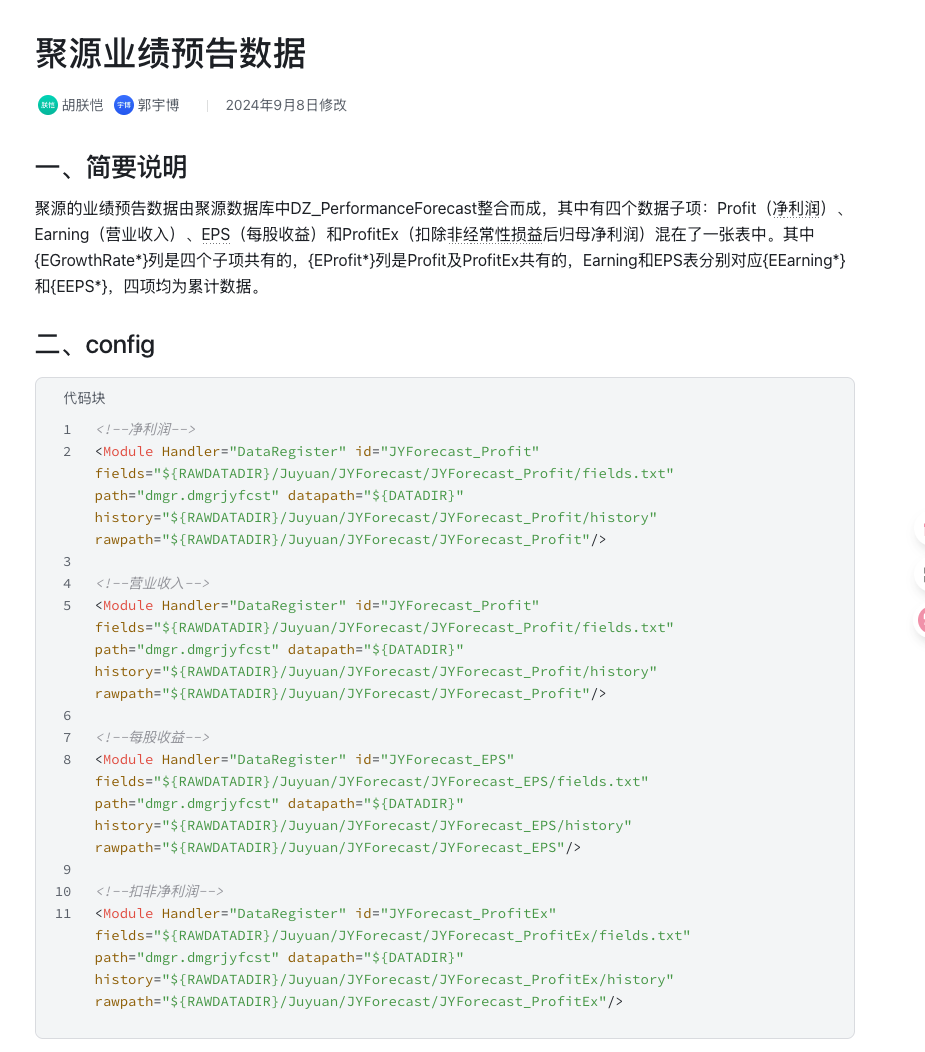 聚源业绩预告数据
朕恺 胡朕恺 宇博 郭宇博 2024年9月8日修改
一、简要说明
聚源的业绩预告数据由聚源数据库中DZ_PerformanceForecast整合而成，其中有四个数据子项：Profit（净利润）、
Earning（营业收入）、EPS（每股收益）和ProfitEx（扣除非经常性损益后归母净利润）混在了一张表中。其中
{EGrowthRate*}列是四个子项共有的，{EProfit*}列是Profit及ProfitEx共有的，Earning和EPS表分别对应{EEarning*}
和{EEPS*}，四项均为累计数据。
二、config
代码块
1 <!--净利润-->
2 <Module Handler="DataRegister" id="JYForecast_Profit"
fields="${RAWDATADIR}/Juyuan/JYForecast/JYForecast_Profit/fields.txt"
path="dmgr.dmgrjyfcst" datapath="${DATADIR}"
history="${RAWDATADIR}/Juyuan/JYForecast/JYForecast_Profit/history"
rawpath="${RAWDATADIR}/Juyuan/JYForecast/JYForecast_Profit"/>
3
4 <!--营业收入-->
5 <Module Handler="DataRegister" id="JYForecast_Profit"
fields="${RAWDATADIR}/Juyuan/JYForecast/JYForecast_Profit/fields.txt"
path="dmgr.dmgrjyfcst" datapath="${DATADIR}"
history="${RAWDATADIR}/Juyuan/JYForecast/JYForecast_Profit/history"
rawpath="${RAWDATADIR}/Juyuan/JYForecast/JYForecast_Profit"/>
6
7 <!--每股收益-->
8 <Module Handler="DataRegister" id="JYForecast_EPS"
fields="${RAWDATADIR}/Juyuan/JYForecast/JYForecast_EPS/fields.txt"
path="dmgr.dmgrjyfcst" datapath="${DATADIR}"
history="${RAWDATADIR}/Juyuan/JYForecast/JYForecast_EPS/history"
rawpath="${RAWDATADIR}/Juyuan/JYForecast/JYForecast_EPS"/>
9
10 <!--扣非净利润-->
11 <Module Handler="DataRegister" id="JYForecast_ProfitEx"
fields="${RAWDATADIR}/Juyuan/JYForecast/JYForecast_ProfitEx/fields.txt"
path="dmgr.dmgrjyfcst" datapath="${DATADIR}"
history="${RAWDATADIR}/Juyuan/JYForecast/JYForecast_ProfitEx/history"
rawpath="${RAWDATADIR}/Juyuan/JYForecast/JYForecast_ProfitEx"/>